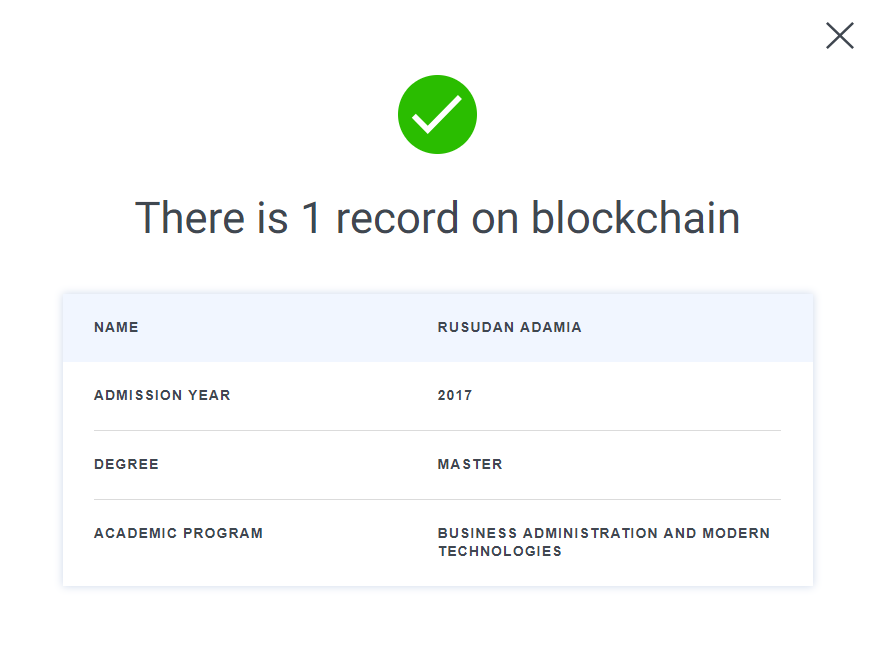 There is 1 record on blockchain
NAME RUSUDAN ADAMIA
ADMISSION YEAR 2017
DEGREE MASTER
ACADEMIC PROGRAM BUSINESS ADMINISTRATION AND MODERN
TECHNOLOGIES